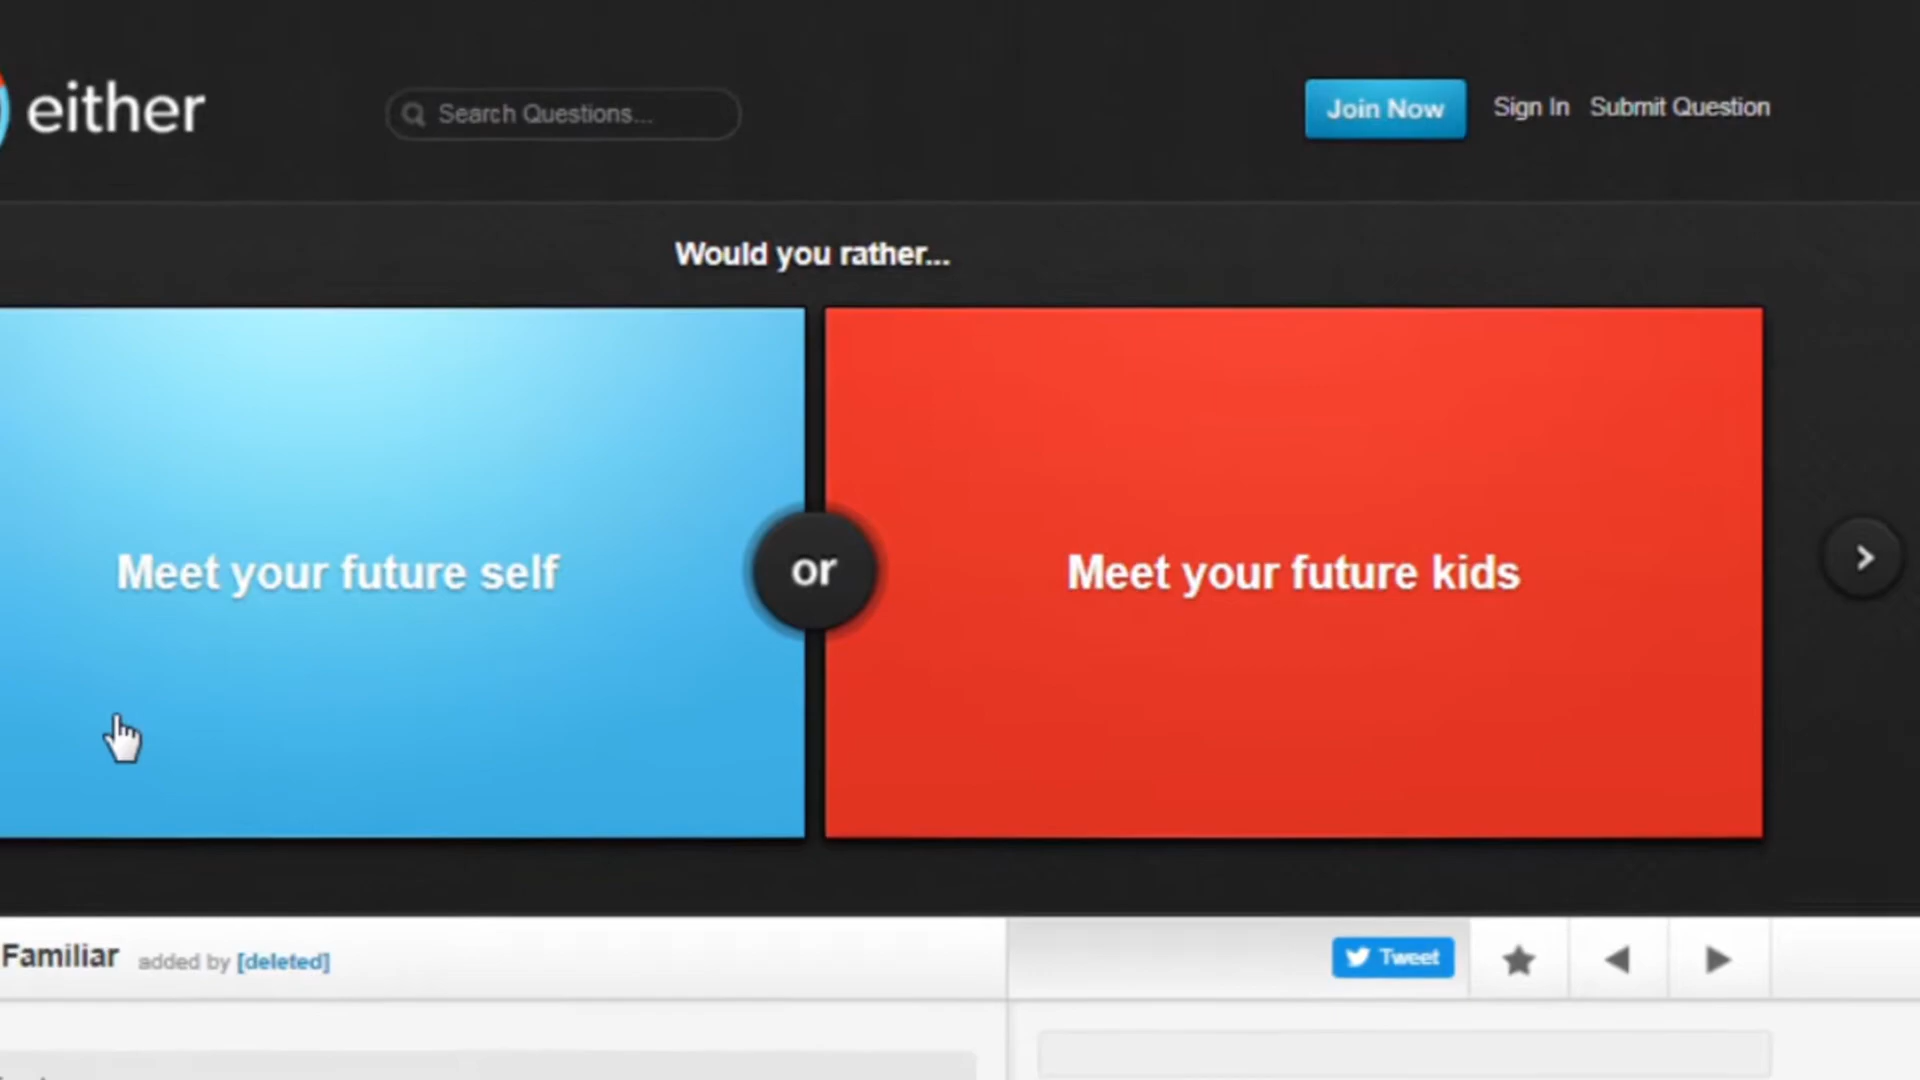 either
Search Questions...
Join Now
Sign In
Submit Question
Would you rather...
Meet your future self
or
Meet your future kids
Familiar
added by [deleted]
Tweet